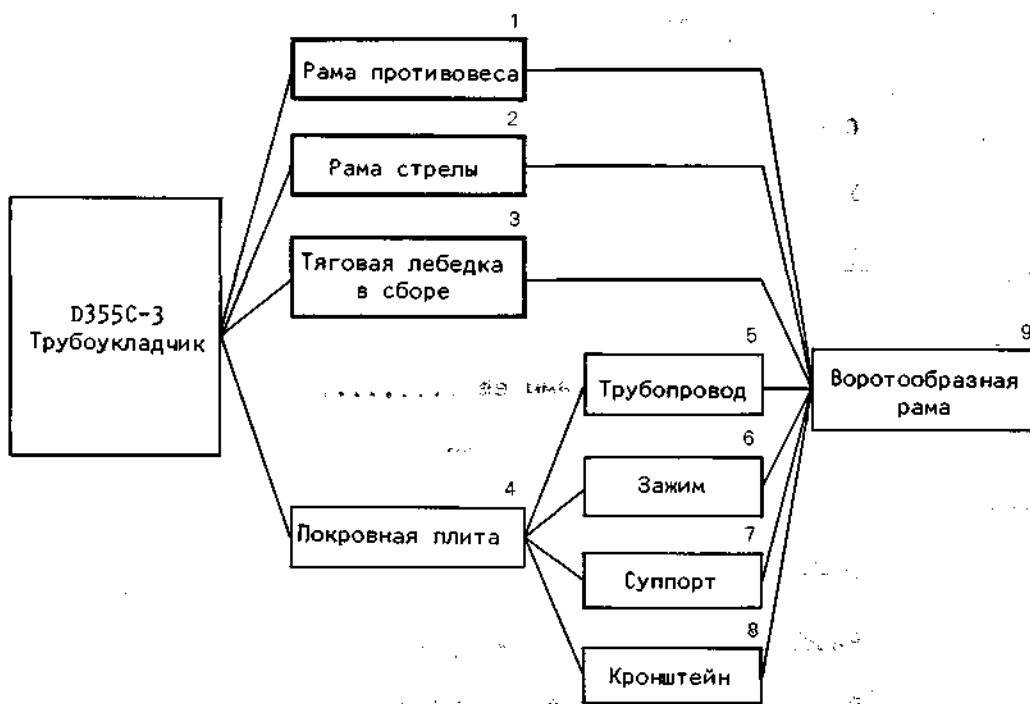 1
Рама противовеса
2
Рама стрелы
3
Тяговая лебедка
в сборе
D355C-3
Трубоукладчик
5
Трубопровод
9
Воротообразная
рама
6
Зажим
4
Покровная плита
7
Суппорт
8
Кронштейн